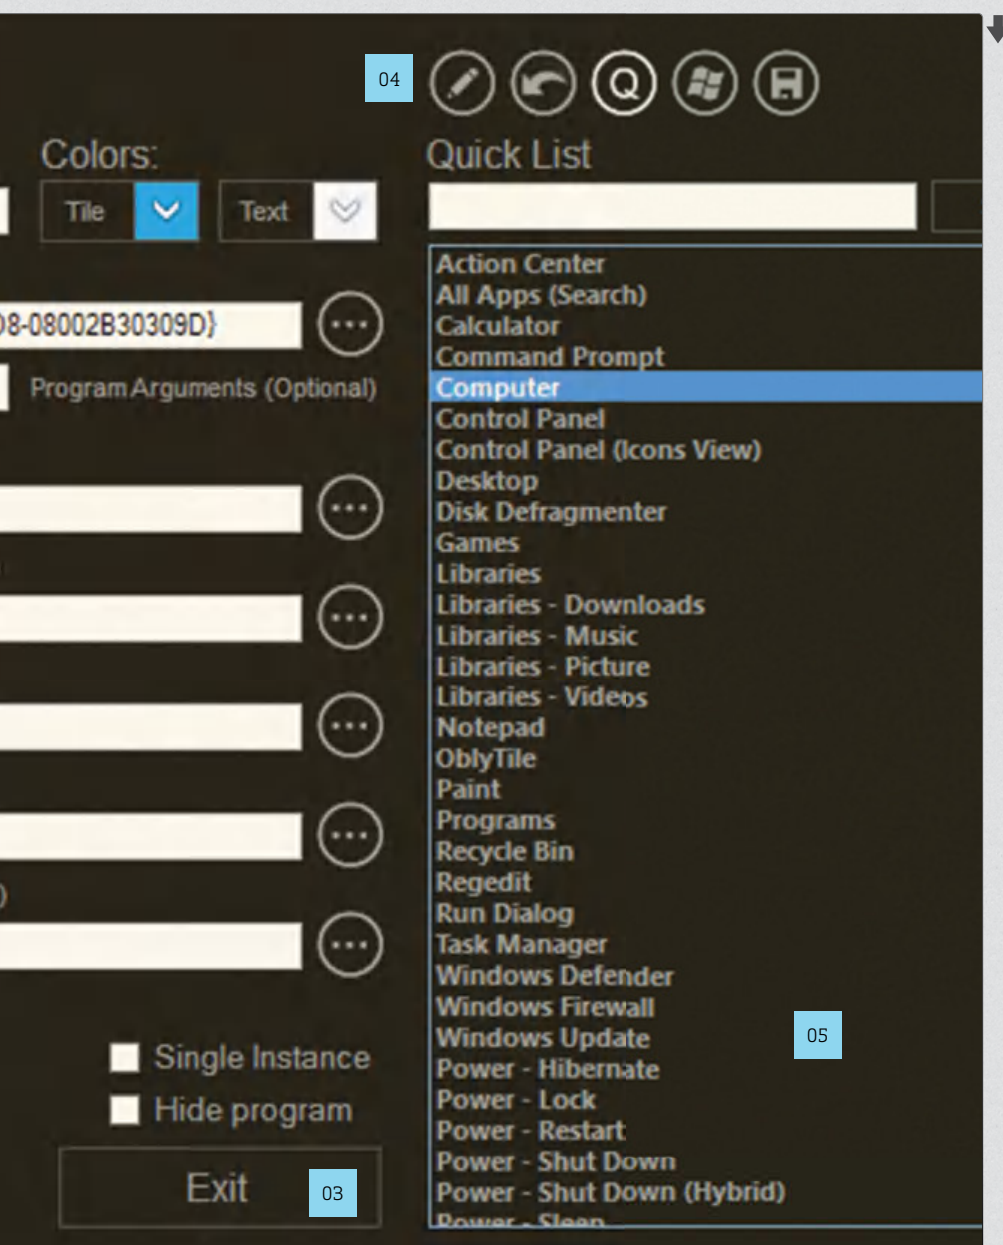 04
Q
Colors:
Tile
Text
D8-08002B30309D}
Program Arguments (Optional)
)
Single Instance
Hide program
Exit
03
Quick List
Action Center
All Apps (Search)
Calculator
Command Prompt
Computer
Control Panel
Control Panel (Icons View)
Desktop
Disk Defragmenter
Games
Libraries
Libraries - Downloads
Libraries - Music
Libraries - Picture
Libraries - Videos
Notepad
OblyTile
Paint
Programs
Recycle Bin
Regedit
Run Dialog
Task Manager
Windows Defender
Windows Firewall
Windows Update
05
Power - Hibernate
Power - Lock
Power - Restart
Power - Shut Down
Power - Shut Down (Hybrid)
Power - Sleep